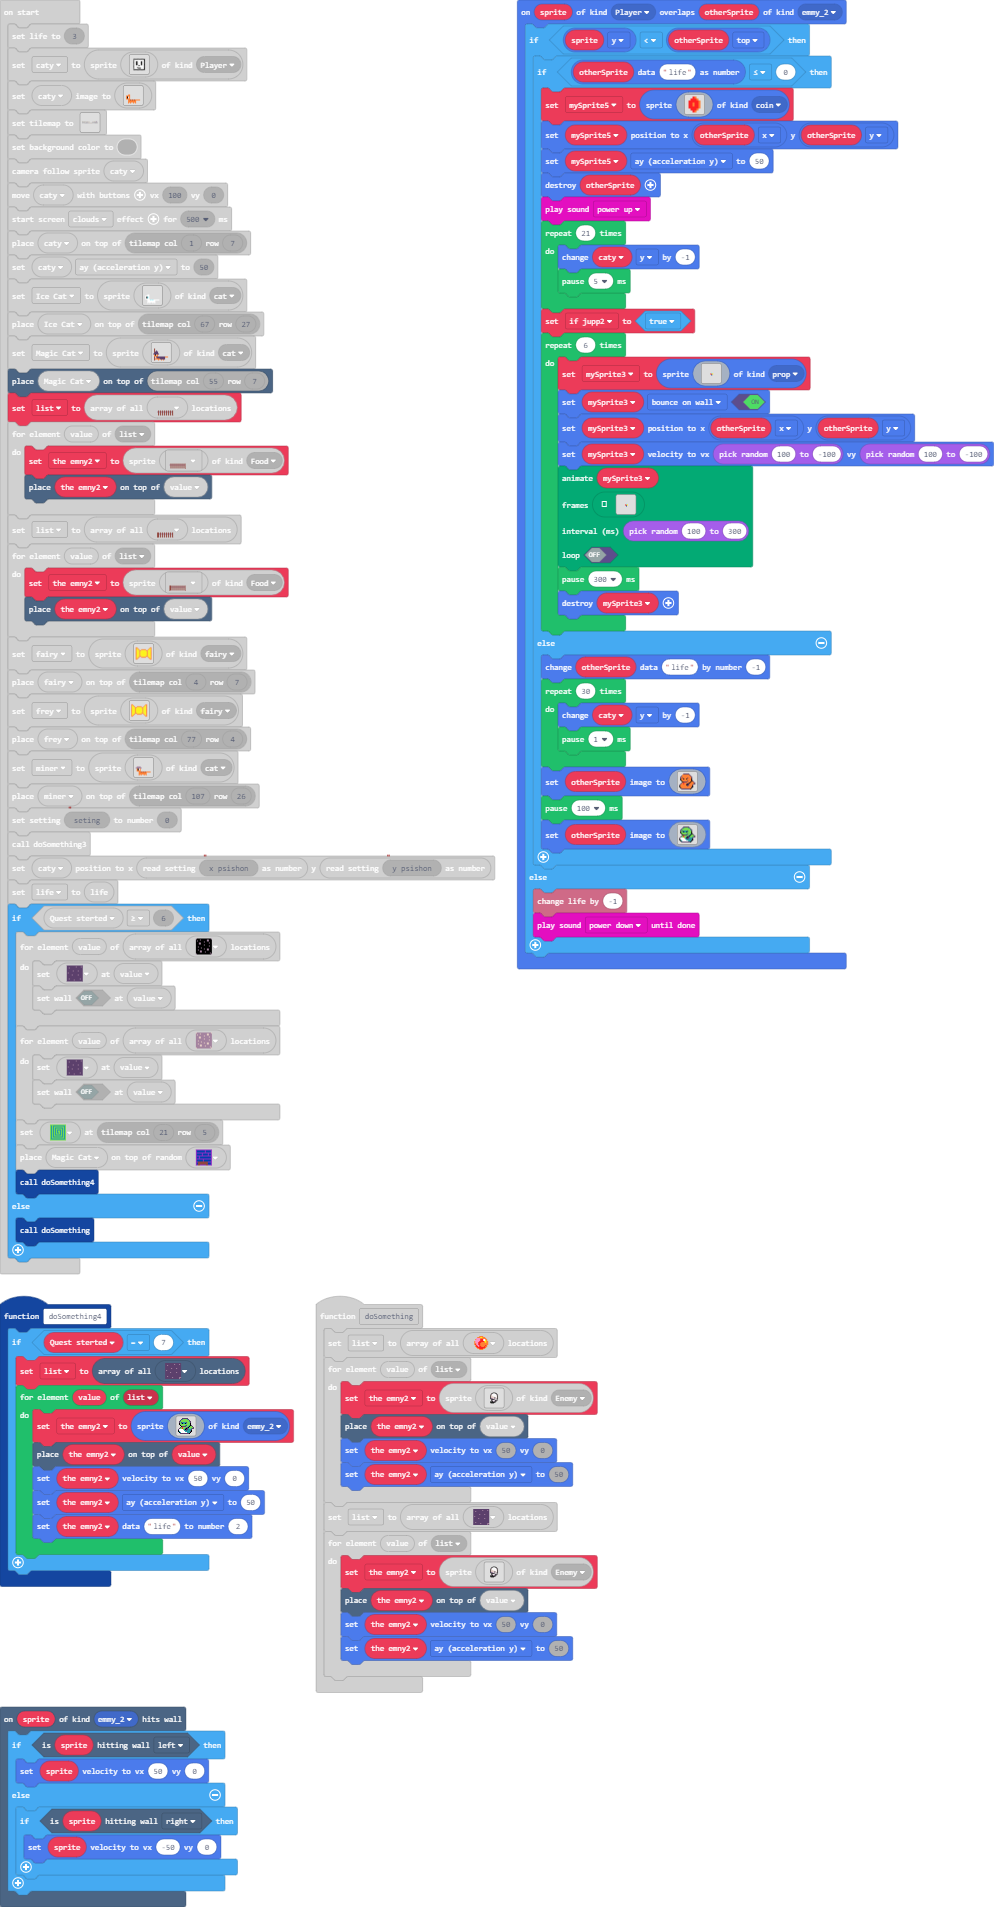 on start
set life to 3
set caty to sprite of kind Player
set caty image to
set tilemap to
set background color to
camera follow sprite caty
move caty with buttons vx 100 vy 0
start screen clouds effect for 500 ms
place caty on top of tilemap col 1 row 7
set caty ay (acceleration y) to 50
set Ice Cat to sprite of kind cat
place Ice Cat on top of tilemap col 67 row 27
set Magic Cat to sprite of kind cat
place Magic Cat on top of tilemap col 55 row 7
set list to array of all locations
for element value of list
do
set the emny2 to sprite of kind Food
place the emny2 on top of value
set list to array of all locations
for element value of list
do
set the emny2 to sprite of kind Food
place the emny2 on top of value
set fairy to sprite of kind fairy
place fairy on top of tilemap col 4 row 7
set frey to sprite of kind fairy
place frey on top of tilemap col 77 row 4
set miner to sprite of kind cat
place miner on top of tilemap col 107 row 26
set setting seting to number 0
call doSomething3
set caty position to x read setting x psishon as number y read setting y psishon as number
set life to life
if Quest sterted ≥ 6 then
for element value of array of all locations
do
set at value
set wall OFF at value
for element value of array of all locations
do
set at value
set wall OFF at value
set at tilemap col 21 row 5
place Magic Cat on top of random
call doSomething4
else
call doSomething
on sprite of kind Player overlaps otherSprite of kind emmy_2
if sprite y < otherSprite top then
if otherSprite data "life" as number ≤ 0 then
set mySprite5 to sprite of kind coin
set mySprite5 position to x otherSprite x y otherSprite y
set mySprite5 ay (acceleration y) to 50
destroy otherSprite
play sound power up
repeat 21 times
do
change caty y by -1
pause 5 ms
set if jupp2 to true
repeat 6 times
do
set mySprite3 to sprite of kind prop
set mySprite3 bounce on wall ON
set mySprite3 position to x otherSprite x y otherSprite y
set mySprite3 velocity to vx pick random 100 to -100 vy pick random 100 to -100
animate mySprite3
frames
interval (ms) pick random 100 to 300
loop OFF
pause 300 ms
destroy mySprite3
else
change otherSprite data "life" by number -1
repeat 30 times
do
change caty y by -1
pause 1 ms
set otherSprite image to
pause 100 ms
set otherSprite image to
else
change life by -1
play sound power down until done
function doSomething4
if Quest sterted = 7 then
set list to array of all locations
for element value of list
do
set the emny2 to sprite of kind emmy_2
place the emny2 on top of value
set the emny2 velocity to vx 50 vy 0
set the emny2 ay (acceleration y) to 50
set the emny2 data "life" to number 2
function doSomething
set list to array of all locations
for element value of list
do
set the emny2 to sprite of kind Enemy
place the emny2 on top of value
set the emny2 velocity to vx 50 vy 0
set the emny2 ay (acceleration y) to 50
set list to array of all locations
for element value of list
do
set the emny2 to sprite of kind Enemy
place the emny2 on top of value
set the emny2 velocity to vx 50 vy 0
set the emny2 ay (acceleration y) to 50
on sprite of kind emmy_2 hits wall
if is sprite hitting wall left then
set sprite velocity to vx 50 vy 0
else
if is sprite hitting wall right then
set sprite velocity to vx -50 vy 0